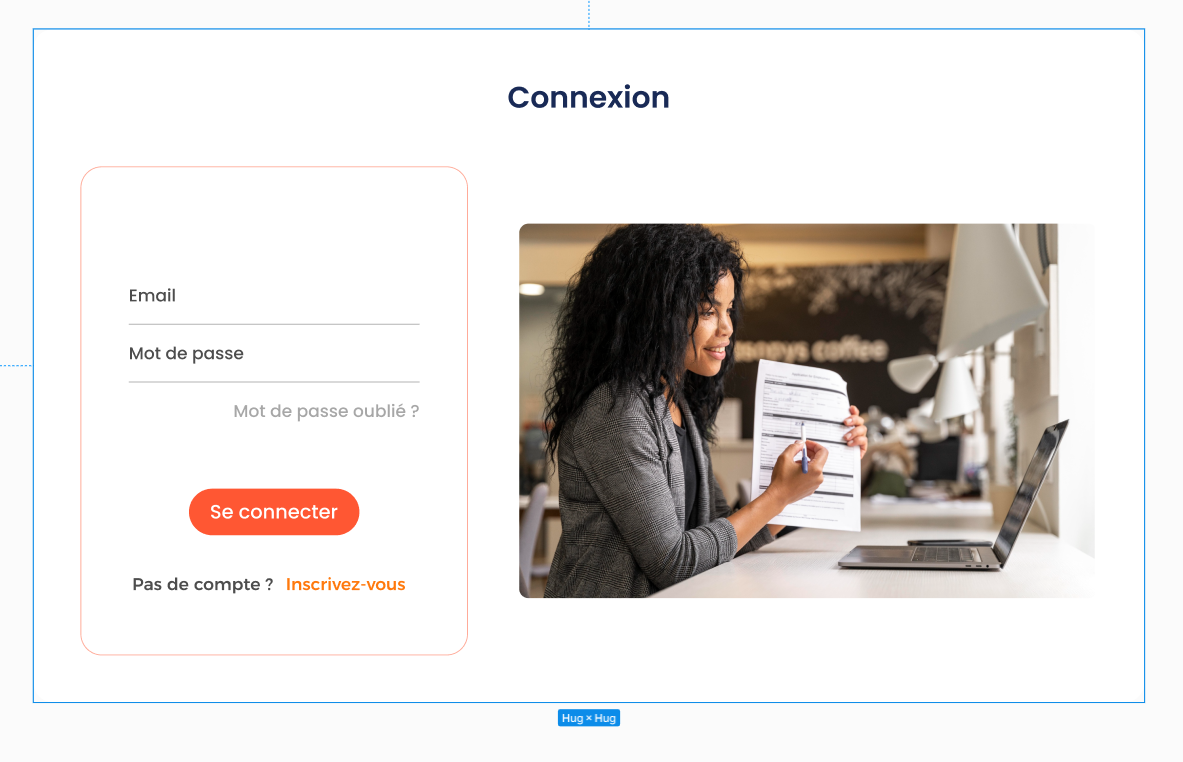 Connexion
Email
Mot de passe
Mot de passe oublié ?
Se connecter
Pas de compte ? Inscrivez-vous
coffee
Hug × Hug